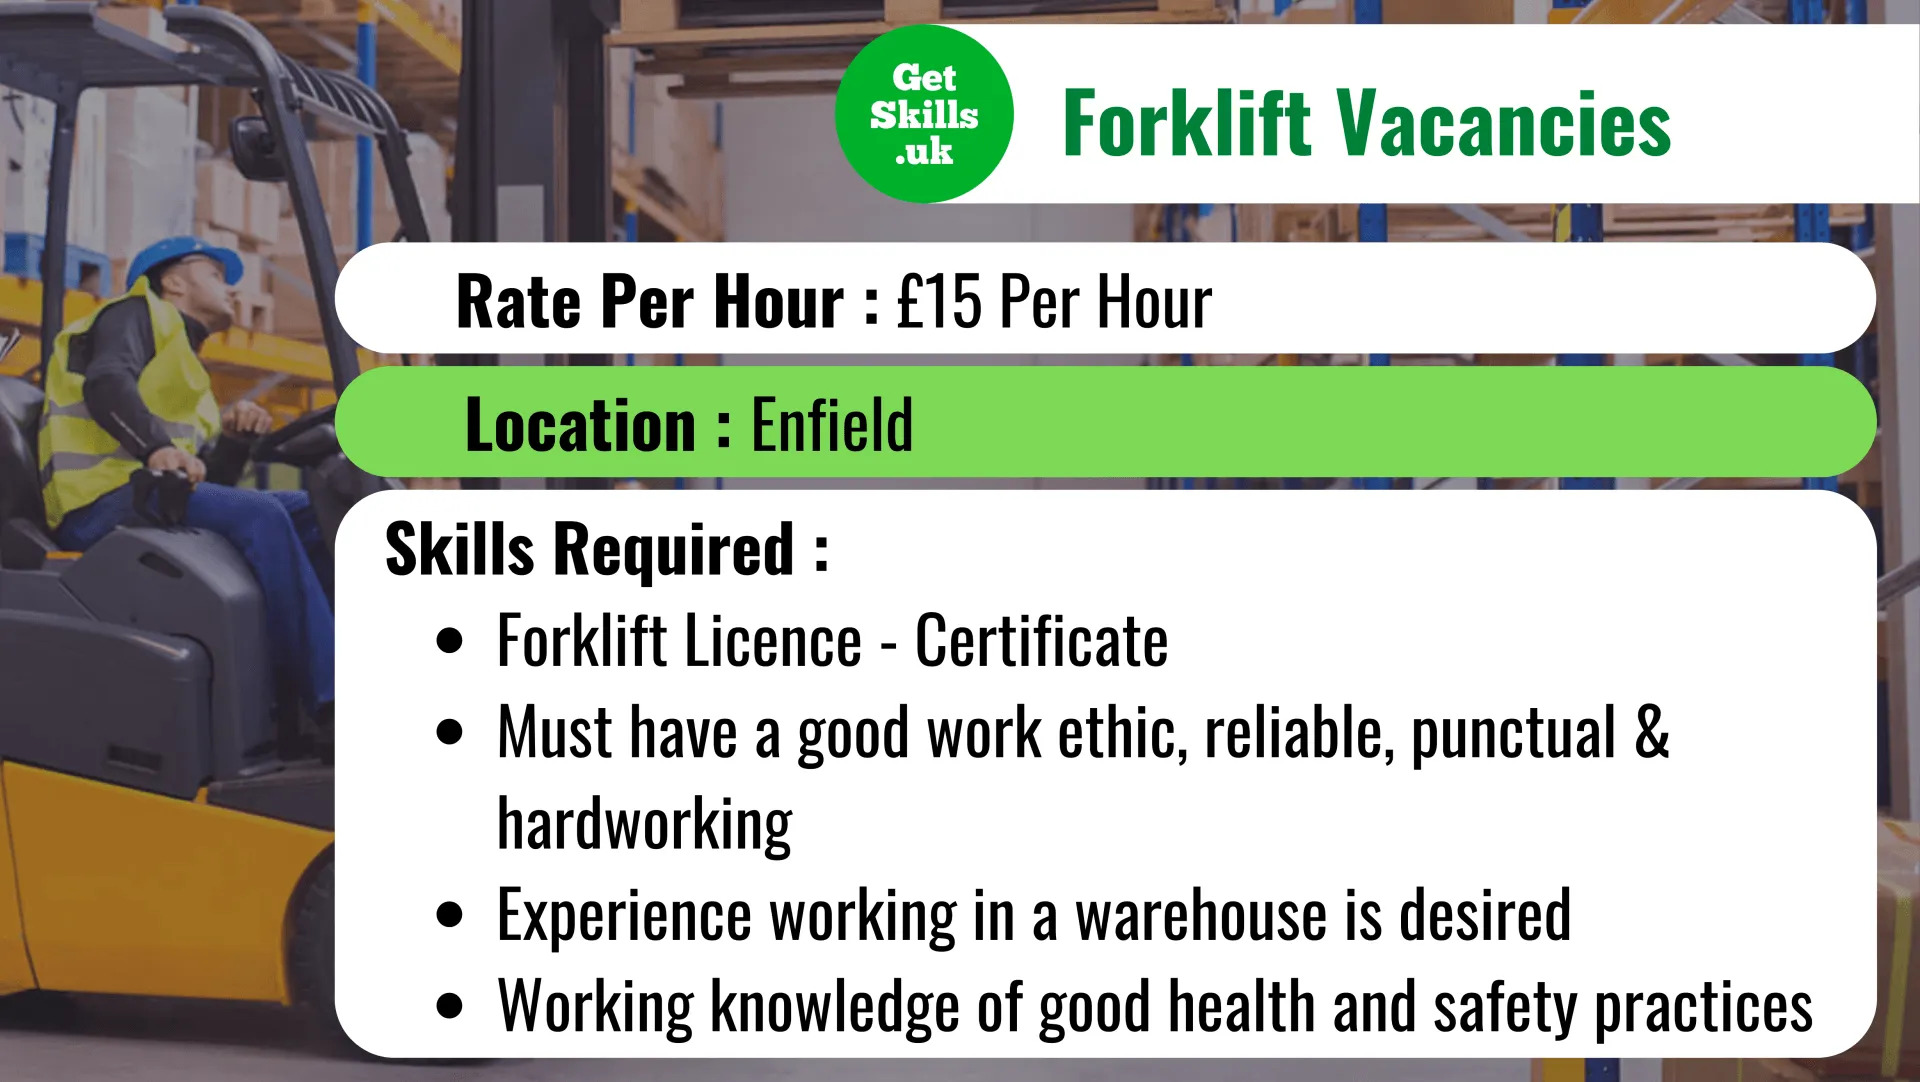 Get
Skills
.uk
Forklift Vacancies
Rate Per Hour : £15 Per Hour
Location : Enfield
Skills Required :
• Forklift Licence - Certificate
• Must have a good work ethic, reliable, punctual &
hardworking
• Experience working in a warehouse is desired
• Working knowledge of good health and safety practices